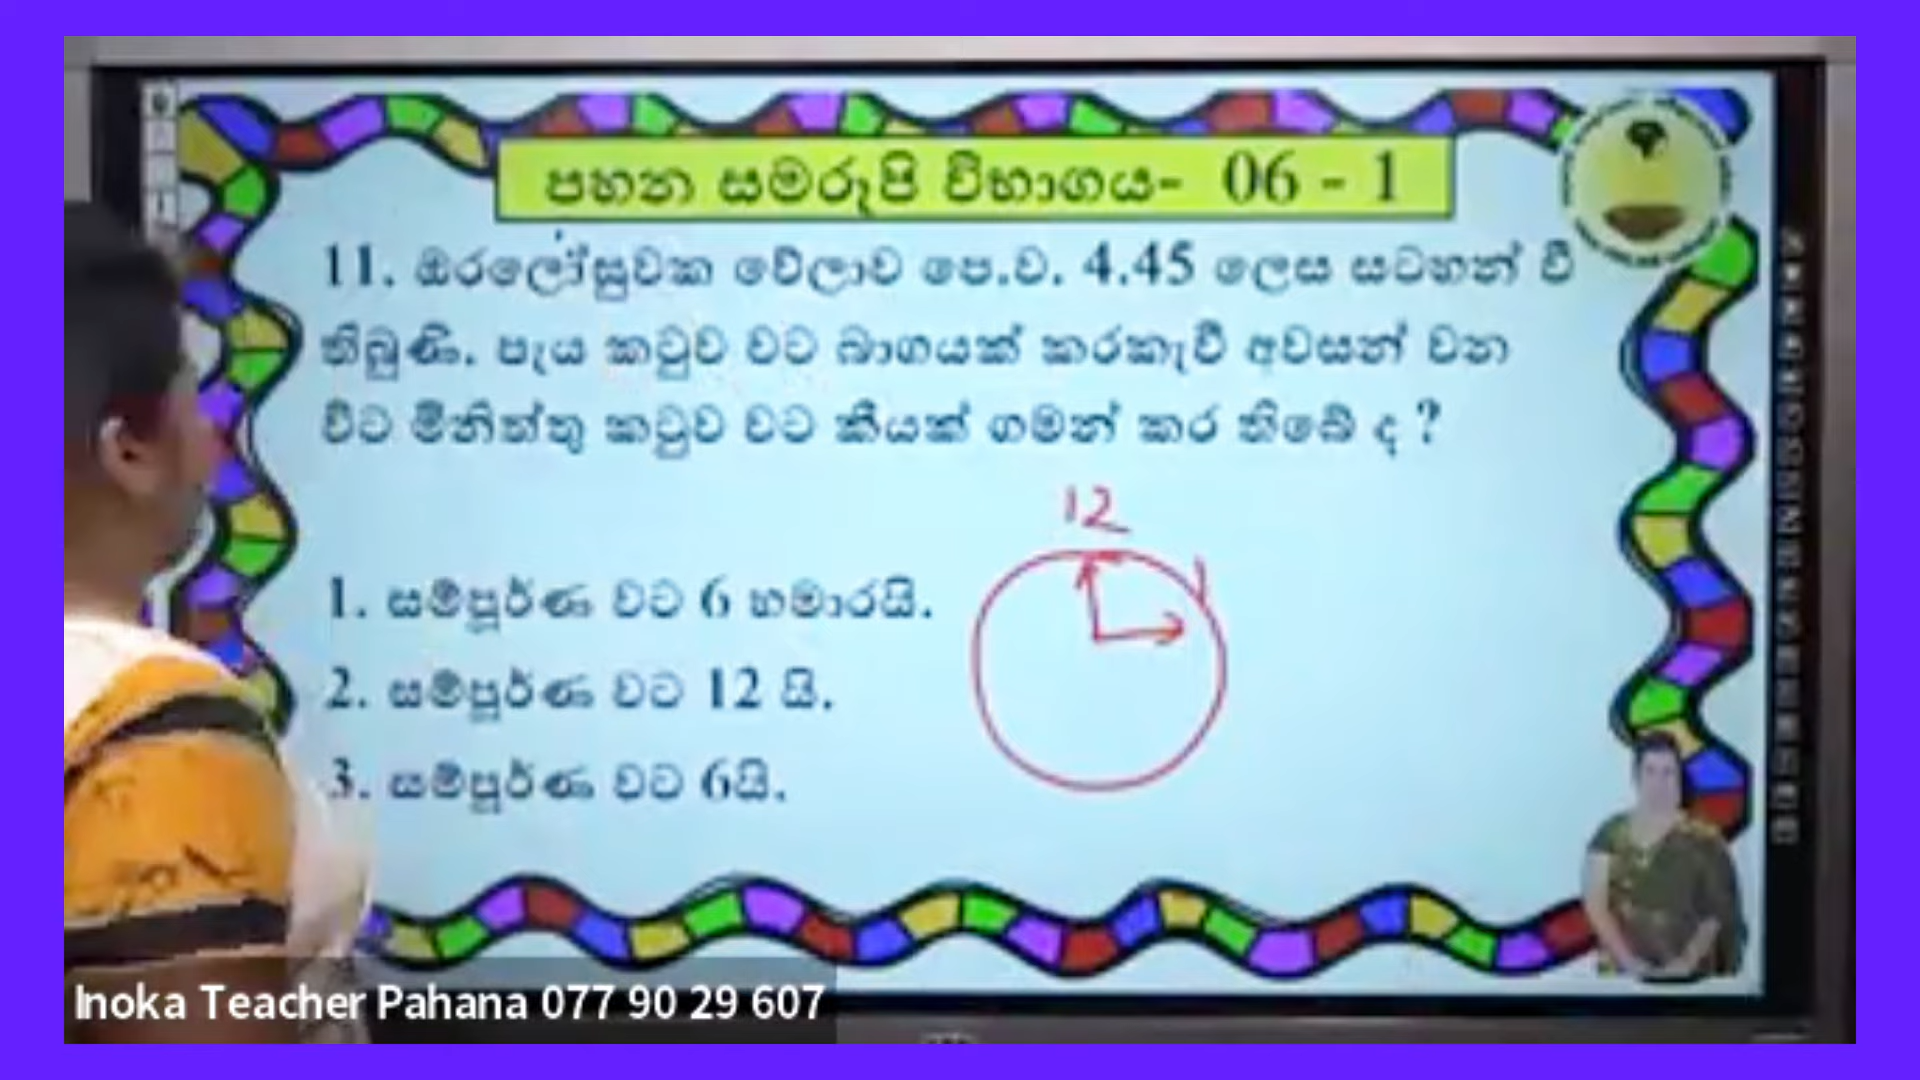 පහන සමරූපි විභාගය- 06 - 1
11. ඔරලෝසුවක වේලාව පෙ.ව. 4.45 ලෙස සටහන් වී
තිබුණි. පැය කටුව වට බාගයක් කරකැවී අවසන් වන
විට මිනිත්තු කටුව වට කීයක් ගමන් කර තිබේ ද ?
12
1
1. සම්පූර්ණ වට 6 හමාරයි.
2. සම්පූර්ණ වට 12 යි.
3. සම්පූර්ණ වට 6යි.
Inoka Teacher Pahana 077 90 29 607